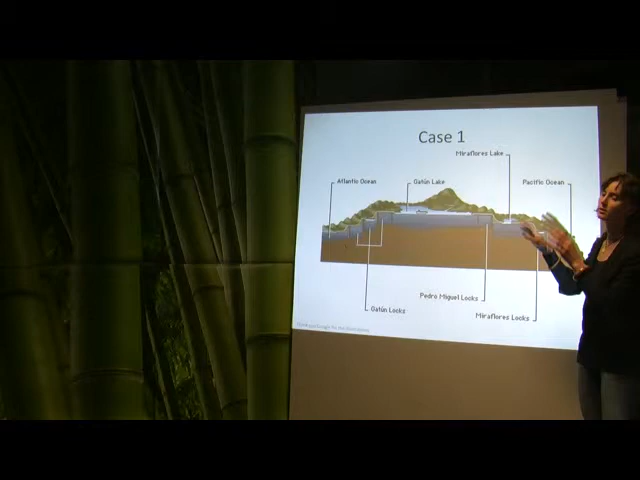 Case 1
Miraflores Lake
Atlantic Ocean
Gatún Lake
Pacific Ocean
Pedro Miguel Locks
Gatún Locks
Miraflores Locks